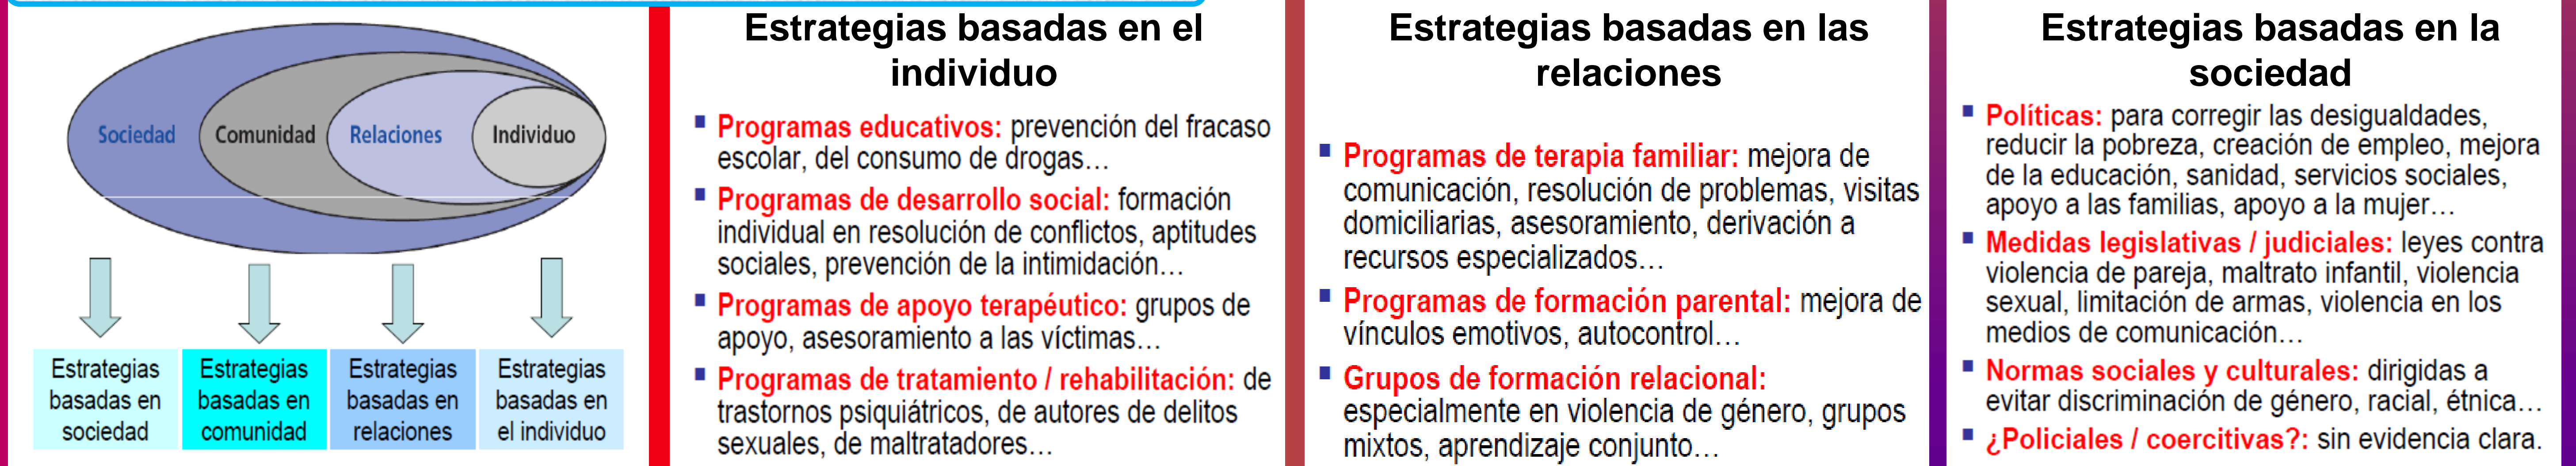 Sociedad
Comunidad
Relaciones
Individuo
Estrategias
basadas en
sociedad
Estrategias
basadas en
comunidad
Estrategias
basadas en
relaciones
Estrategias
basadas en
el individuo
Estrategias basadas en el
individuo
Programas educativos: prevención del fracaso
escolar, del consumo de drogas…
Programas de desarrollo social: formación
individual en resolución de conflictos, aptitudes
sociales, prevención de la intimidación…
Programas de apoyo terapéutico: grupos de
apoyo, asesoramiento a las víctimas…
Programas de tratamiento / rehabilitación: de
trastornos psiquiátricos, de autores de delitos
sexuales, de maltratadores…
Estrategias basadas en las
relaciones
Programas de terapia familiar: mejora de
comunicación, resolución de problemas, visitas
domiciliarias, asesoramiento, derivación a
recursos especializados…
Programas de formación parental: mejora de
vínculos emotivos, autocontrol…
Grupos de formación relacional:
especialmente en violencia de género, grupos
mixtos, aprendizaje conjunto…
Estrategias basadas en la
sociedad
Políticas: para corregir las desigualdades,
reducir la pobreza, creación de empleo, mejora
de la educación, sanidad, servicios sociales,
apoyo a las familias, apoyo a la mujer…
Medidas legislativas / judiciales: leyes contra
violencia de pareja, maltrato infantil, violencia
sexual, limitación de armas, violencia en los
medios de comunicación…
Normas sociales y culturales: dirigidas a
evitar discriminación de género, racial, étnica…
¿Policiales / coercitivas?: sin evidencia clara.